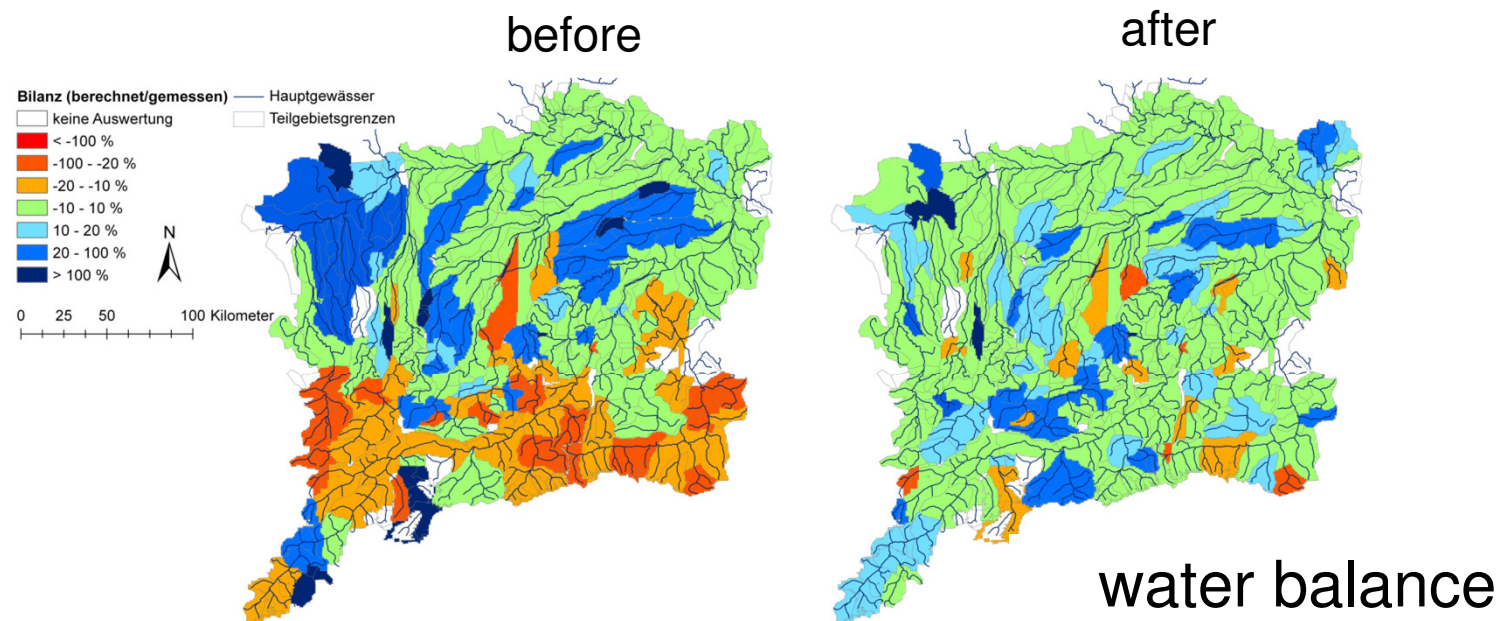 before
after
Bilanz (berechnet/gemessen)
keine Auswertung
< -100 %
-100 - -20 %
-20 - -10 %
-10 - 10 %
10 - 20 %
20 - 100 %
> 100 %
Hauptgewässer
Teilgebietsgrenzen
N
0 25 50 100 Kilometer
water balance